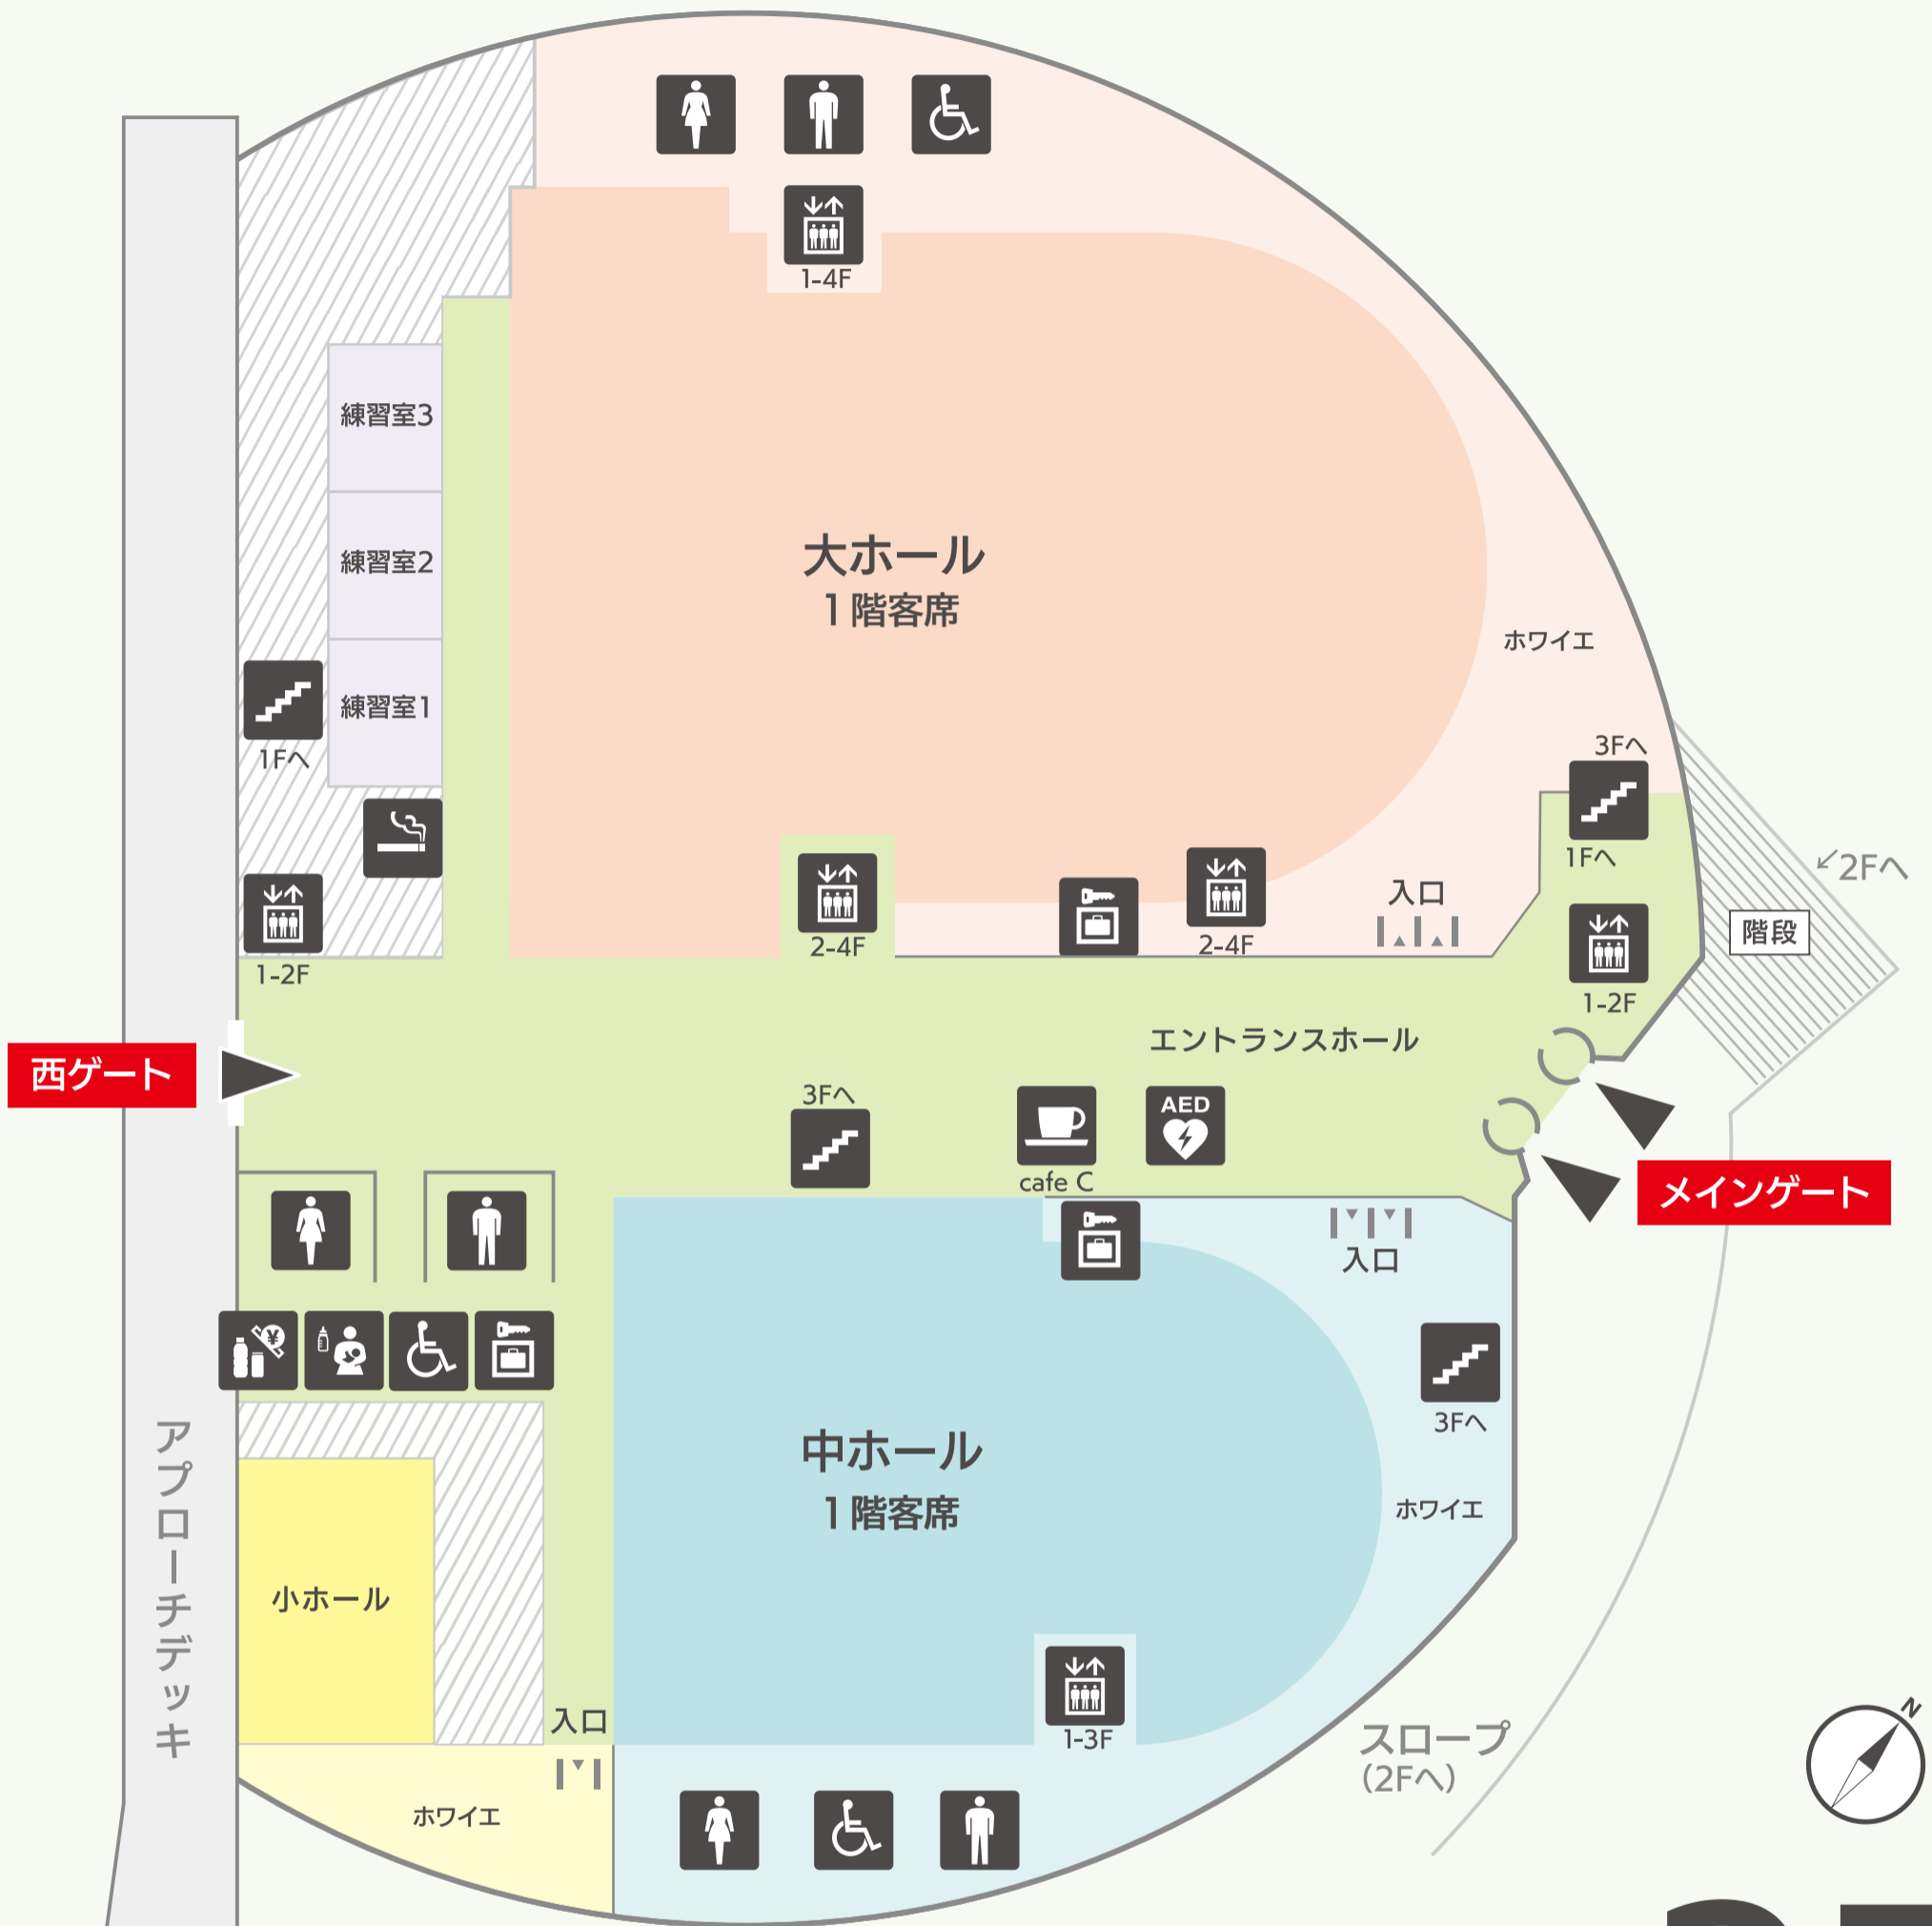 1-4F
練習室3
練習室2
練習室1
大ホール
1階客席
ホワイエ
1Fへ
3Fへ
1Fへ
↙2Fへ
階段
入口
2-4F
2-4F
1-2F
1-2F
エントランスホール
西ゲート
3Fへ
AED
cafe C
メインゲート
入口
¥
3Fへ
中ホール
1階客席
ホワイエ
アプローチデッキ
小ホール
入口
1-3F
スロープ
(2Fへ)
N
ホワイエ